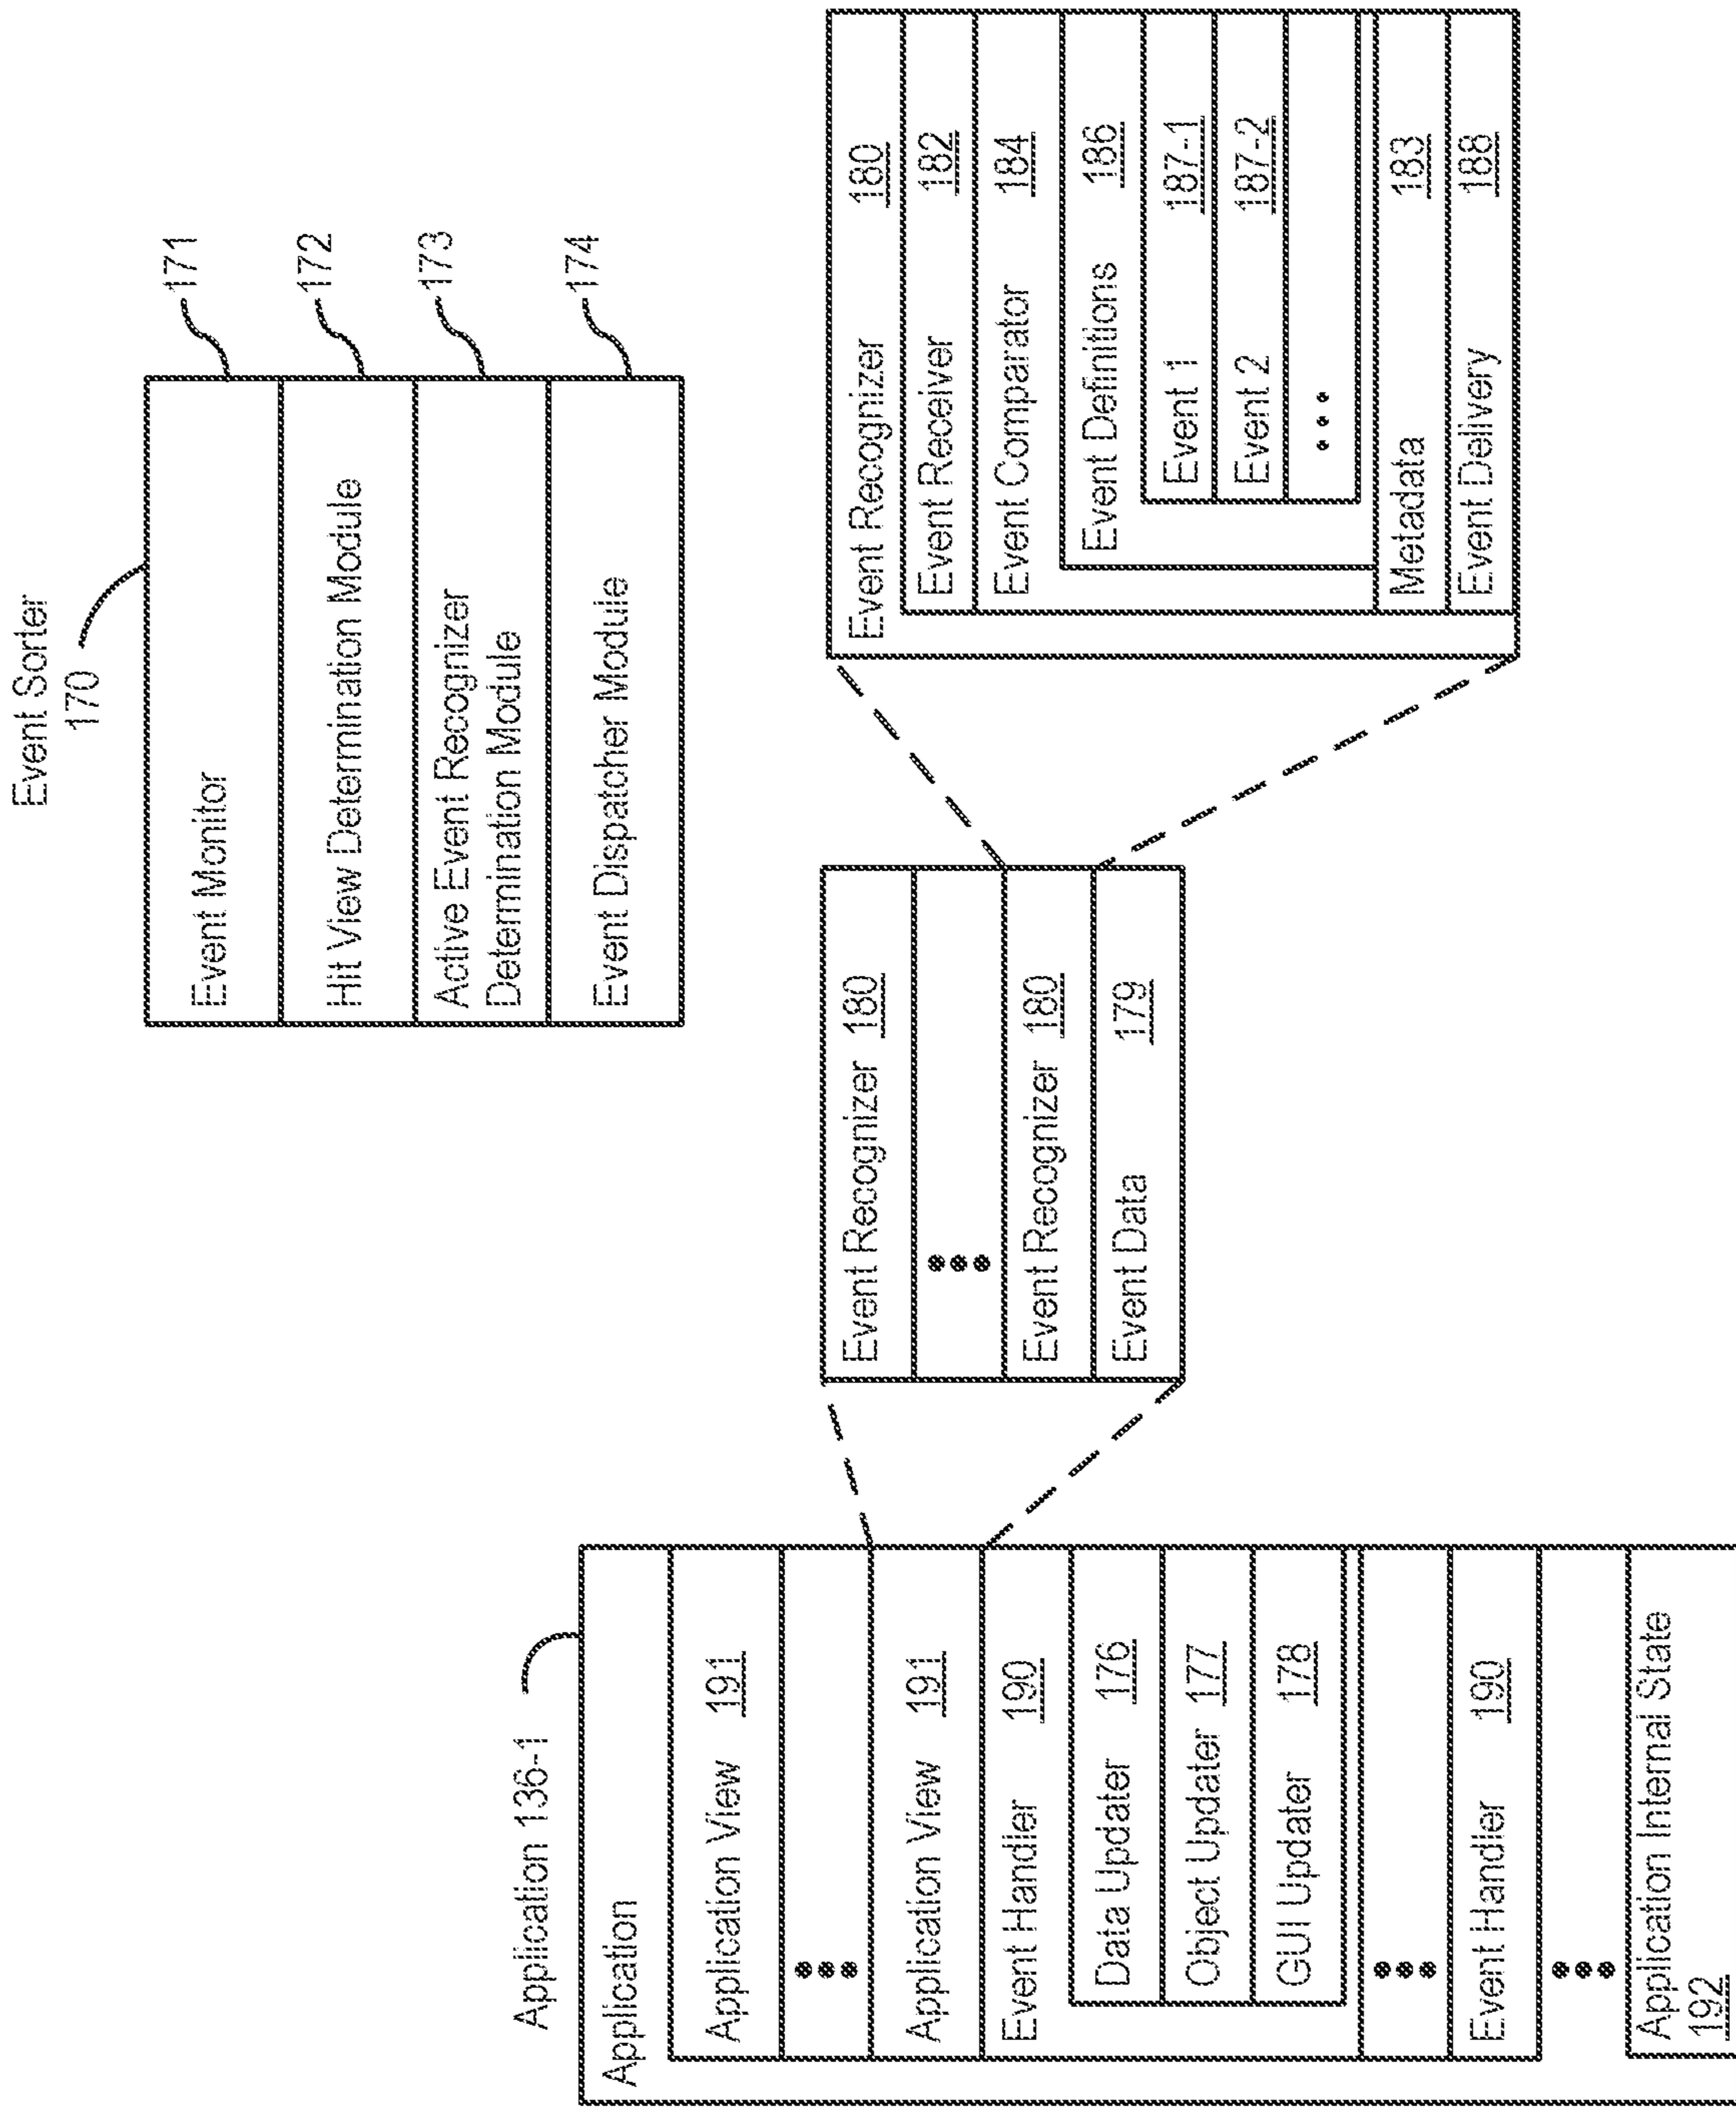 Event Sorter
170
Event Monitor
171
Hit View Determination Module
172
Active Event Recognizer
Determination Module
173
Event Dispatcher Module
174
Application 136-1
Application
Application View 191
Application View 191
Event Handler 190
Data Updater 176
Object Updater 177
GUI Updater 178
Event Handler 190
Application Internal State
192
Event Recognizer 180
Event Recognizer 180
Event Data 179
Event Recognizer 180
Event Receiver 182
Event Comparator 184
Event Definitions 186
Event 1 187-1
Event 2 187-2
Metadata 183
Event Delivery 188